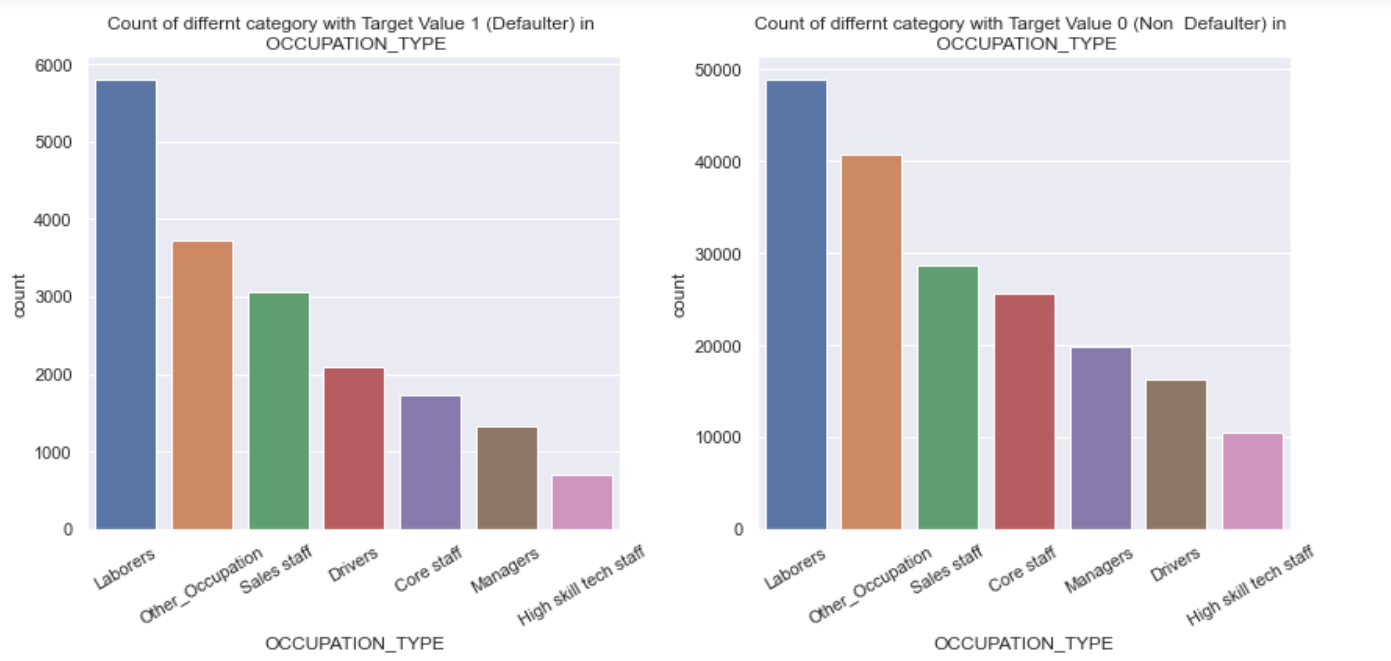 Count of differnt category with Target Value 1 (Defaulter) in
OCCUPATION_TYPE
6000
5000
4000
3000
2000
1000
0
count
Laborers
Other_Occupation
Sales staff
Drivers
Core staff
Managers
High skill tech staff
OCCUPATION_TYPE
Count of differnt category with Target Value 0 (Non  Defaulter) in
OCCUPATION_TYPE
50000
40000
30000
20000
10000
0
count
Laborers
Other_Occupation
Sales staff
Core staff
Managers
Drivers
High skill tech staff
OCCUPATION_TYPE